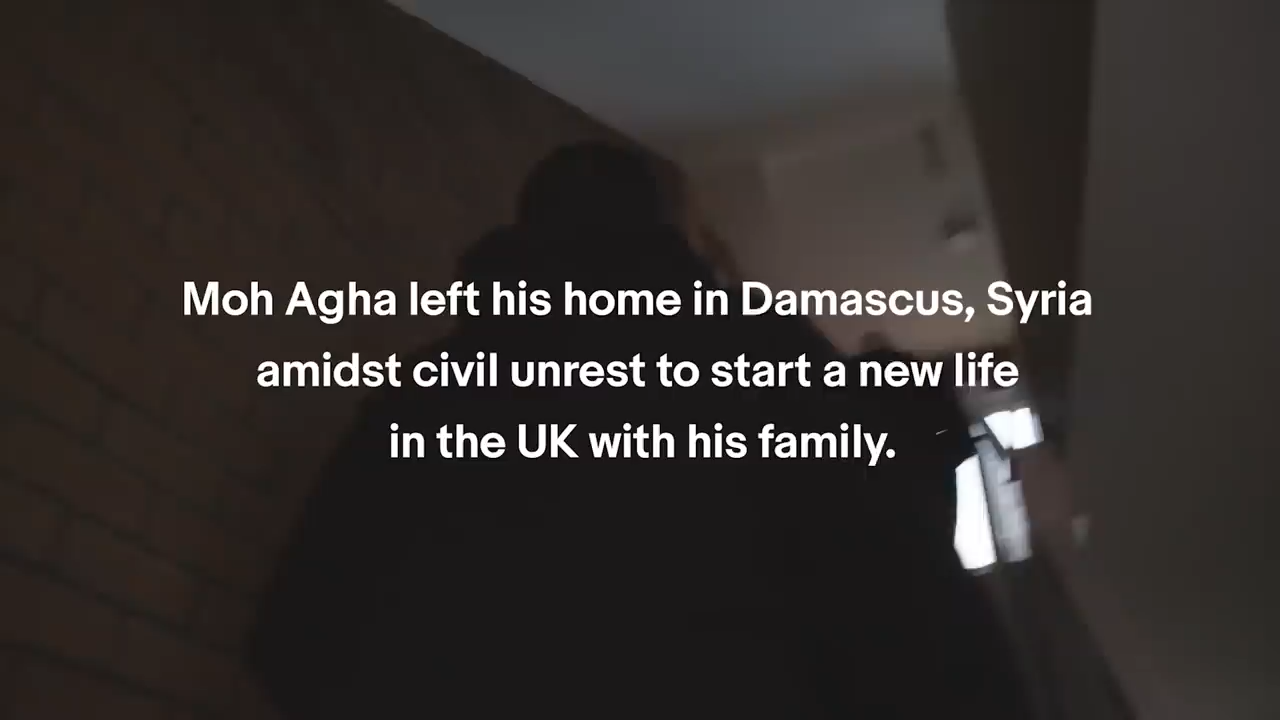 Moh Agha left his home in Damascus, Syria
amidst civil unrest to start a new life
in the UK with his family.